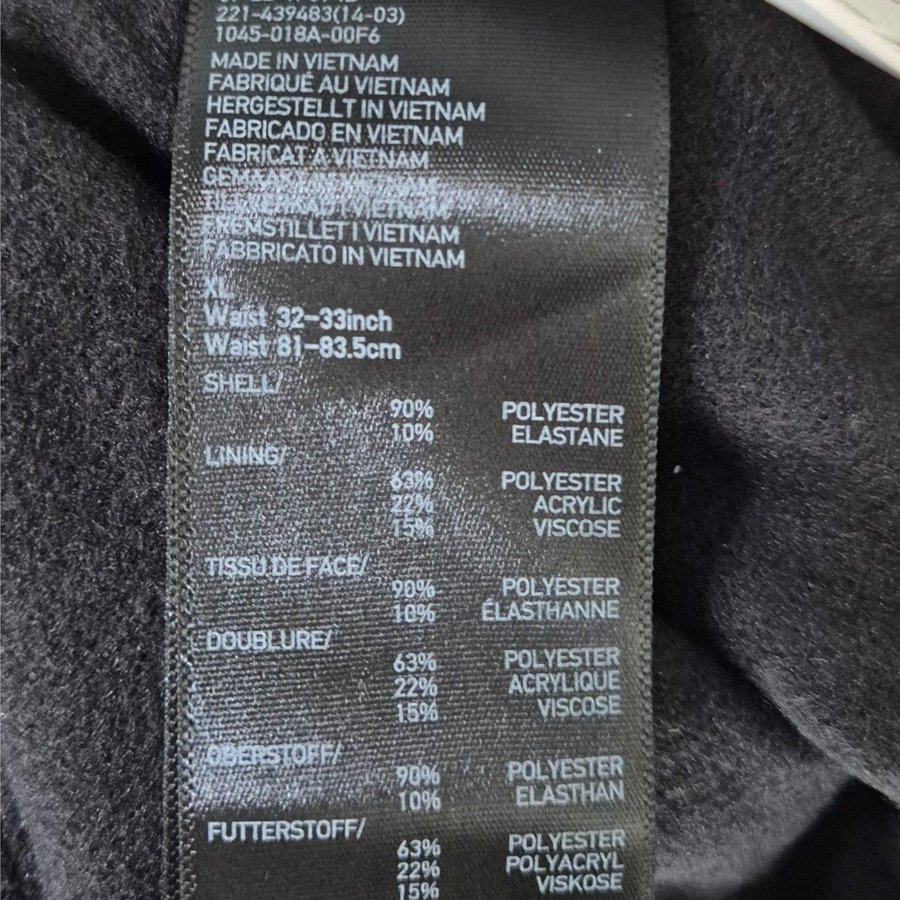 221-439483(14-03)
1045-018A-00F6
MADE IN VIETNAM
FABRIQUÉ AU VIETNAM
HERGESTELLT IN VIETNAM
FABRICADO EN VIETNAM
FABRICAT A VIETNAM
VIETNAM
FREMSTILLET I VIETNAM
FABBRICATO IN VIETNAM
XL
Waist 32-33inch
Waist 81-83.5cm
SHELL/
90% POLYESTER
10% ELASTANE
LINING/
63% POLYESTER
22% ACRYLIC
15% VISCOSE
TISSU DE FACE/
90% POLYESTER
10% ÉLASTHANNE
DOUBLURE/
63% POLYESTER
22% ACRYLIQUE
15% VISCOSE
OBERSTOFF/
90% POLYESTER
10% ELASTHAN
FUTTERSTOFF/
63% POLYESTER
22% POLYACRYL
15% VISKOSE